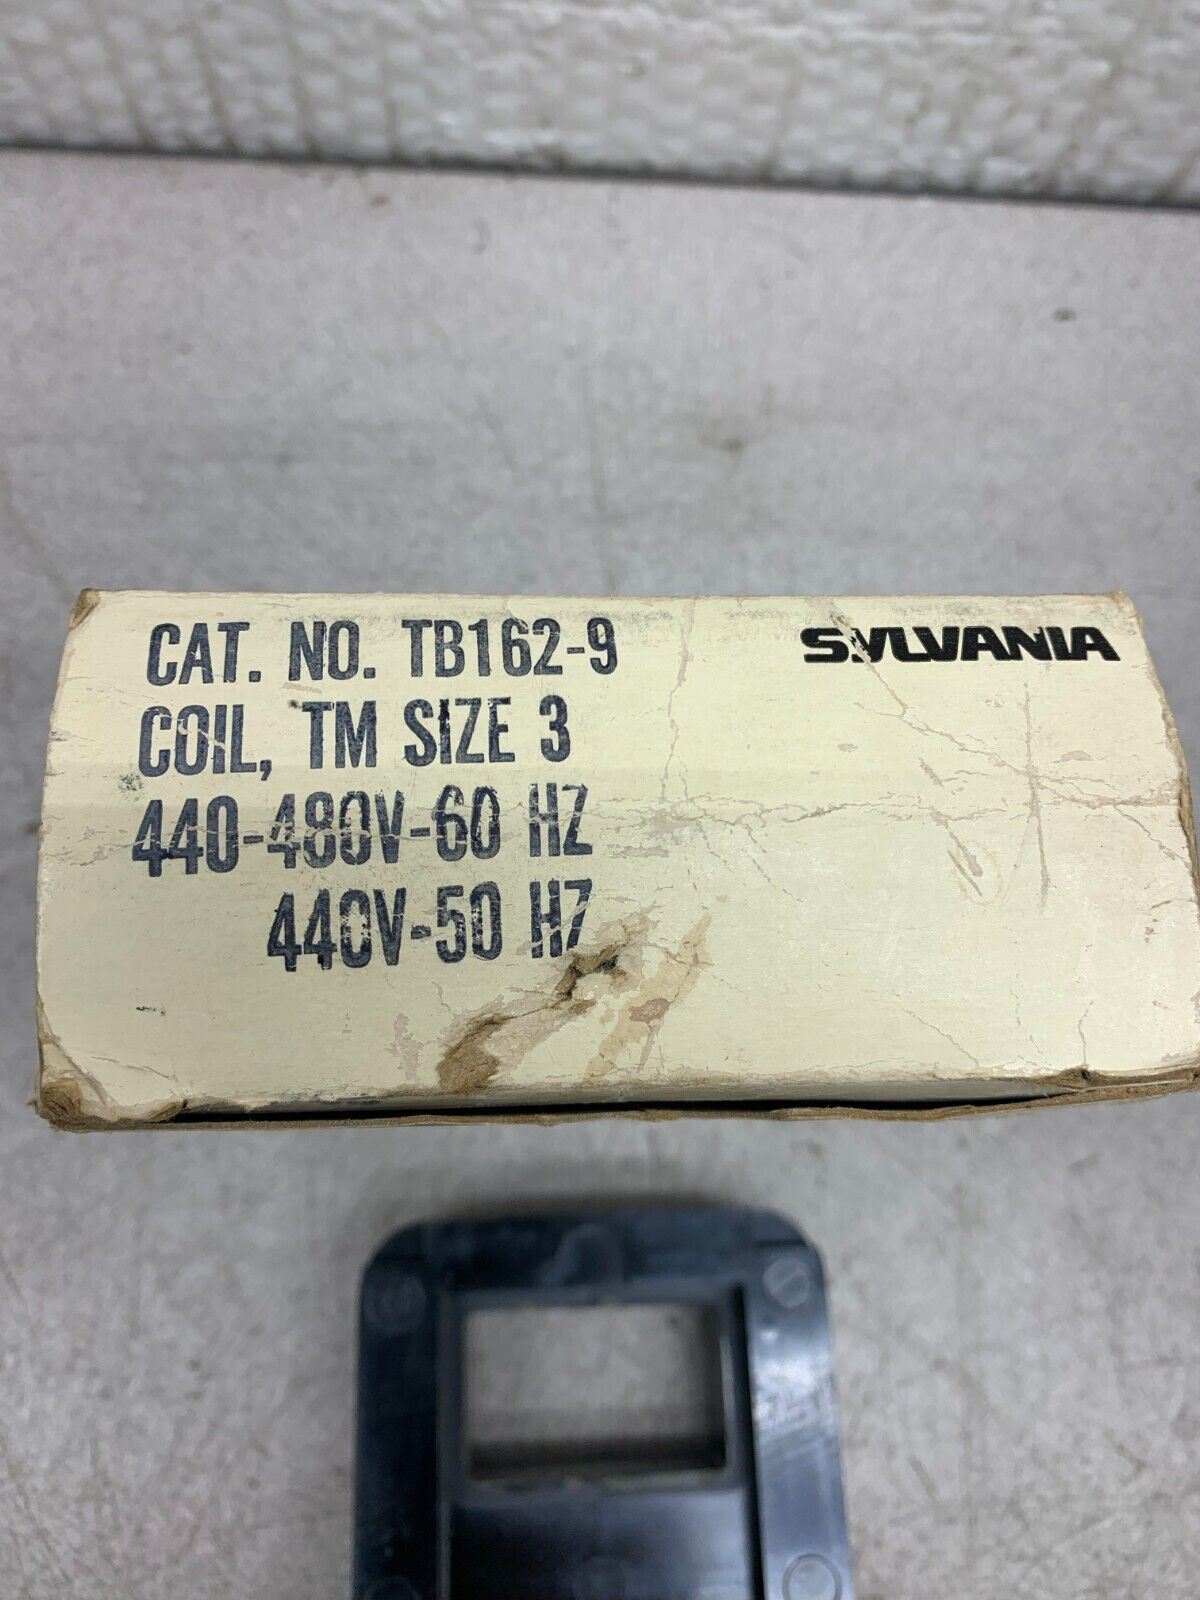 CAT. NO. TB162-9
SYLVANIA
COIL, TM SIZE 3
440-480V-60 HZ
440V-50 HZ